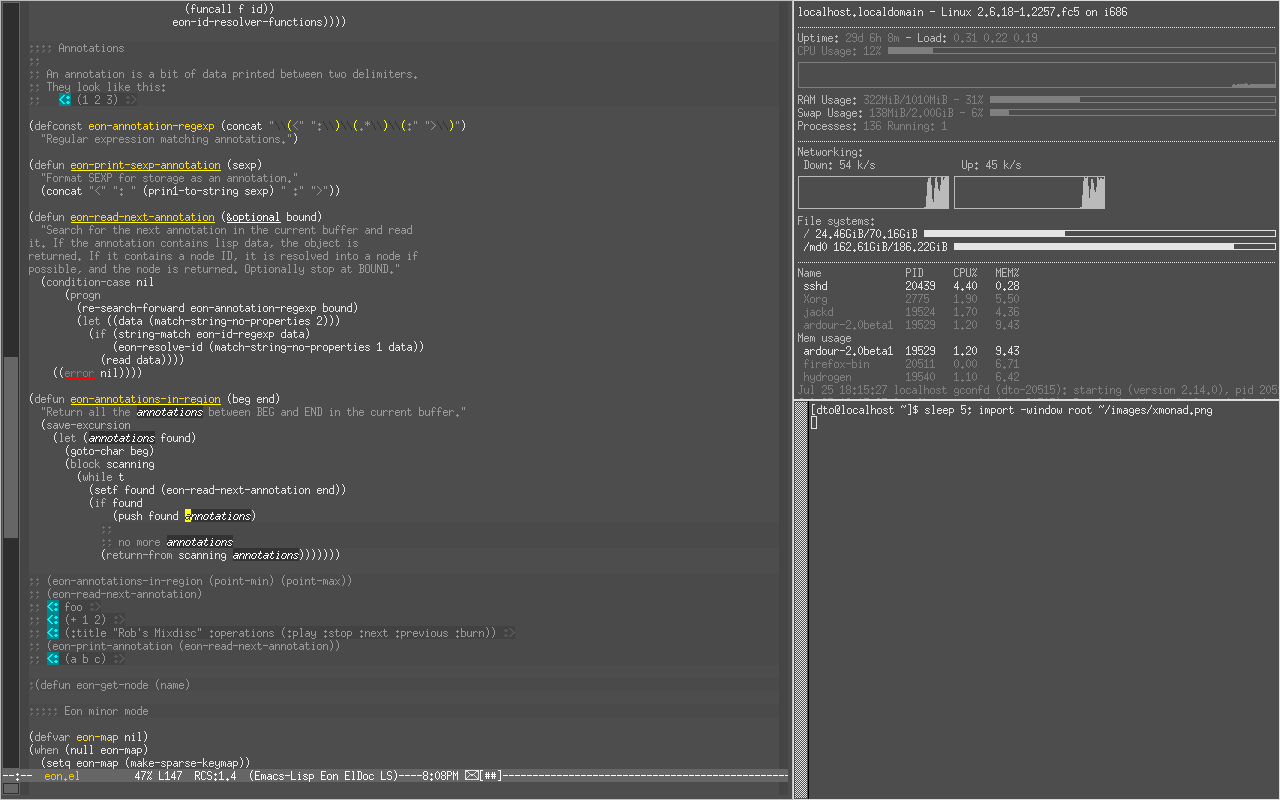 (funcall f id))
eon-id-resolver-functions))))
;;;; Annotations
;;
;; An annotation is a bit of data printed between two delimiters.
;; They look like this:
;; <: (1 2 3) :>
(defconst eon-annotation-regexp (concat "\\(<" ":\\)\\(.*\\)\\(:" ">\\)")
"Regular expression matching annotations.")
(defun eon-print-sexp-annotation (sexp)
"Format SEXP for storage as an annotation."
(concat "<" ": " (prin1-to-string sexp) " :" ">"))
(defun eon-read-next-annotation (&optional bound)
"Search for the next annotation in the current buffer and read
it. If the annotation contains lisp data, the object is
returned. If it contains a node ID, it is resolved into a node if
possible, and the node is returned. Optionally stop at BOUND."
(condition-case nil
(progn
(re-search-forward eon-annotation-regexp bound)
(let ((data (match-string-no-properties 2)))
(if (string-match eon-id-regexp data)
(eon-resolve-id (match-string-no-properties 1 data))
(read data))))
((error nil))))
(defun eon-annotations-in-region (beg end)
"Return all the annotations between BEG and END in the current buffer."
(save-excursion
(let (annotations found)
(goto-char beg)
(block scanning
(while t
(setf found (eon-read-next-annotation end))
(if found
(push found annotations)
;;
;; no more annotations
(return-from scanning annotations)))))))
;; (eon-annotations-in-region (point-min) (point-max))
;; (eon-read-next-annotation)
;; <: foo :>
;; <: (+ 1 2) :>
;; <: (:title "Rob's Mixdisc" :operations (:play :stop :next :previous :burn)) :>
;; (eon-print-annotation (eon-read-next-annotation))
;; <: (a b c) :>
;(defun eon-get-node (name)
;;;;; Eon minor mode
(defvar eon-map nil)
(when (null eon-map)
(setq eon-map (make-sparse-keymap))
--:-- eon.el 47% L147 RCS:1.4 (Emacs-Lisp Eon ElDoc LS)----8:08PM [##]
localhost.localdomain - Linux 2.6.18-1.2257.fc5 on i686
Uptime: 29d 6h 8m - Load: 0.31 0.22 0.19
CPU Usage: 12%
RAM Usage: 322MiB/1010MiB - 31%
Swap Usage: 138MiB/2.00GiB - 6%
Processes: 136 Running: 1
Networking:
Down: 54 k/s Up: 45 k/s
File systems:
/ 24.46GiB/70.16GiB
/md0 162.61GiB/186.22GiB
Name PID CPU% MEM%
sshd 20439 4.40 0.28
Xorg 2775 1.90 5.50
jackd 19524 1.70 4.36
ardour-2.0beta1 19529 1.20 9.43
Mem usage
ardour-2.0beta1 19529 1.20 9.43
firefox-bin 20511 0.00 6.71
hydrogen 19540 1.10 6.42
Jul 25 18:15:27 localhost gconfd (dto-20515): starting (version 2.14.0), pid 205
[dto@localhost ~]$ sleep 5; import -window root ~/images/xmonad.png